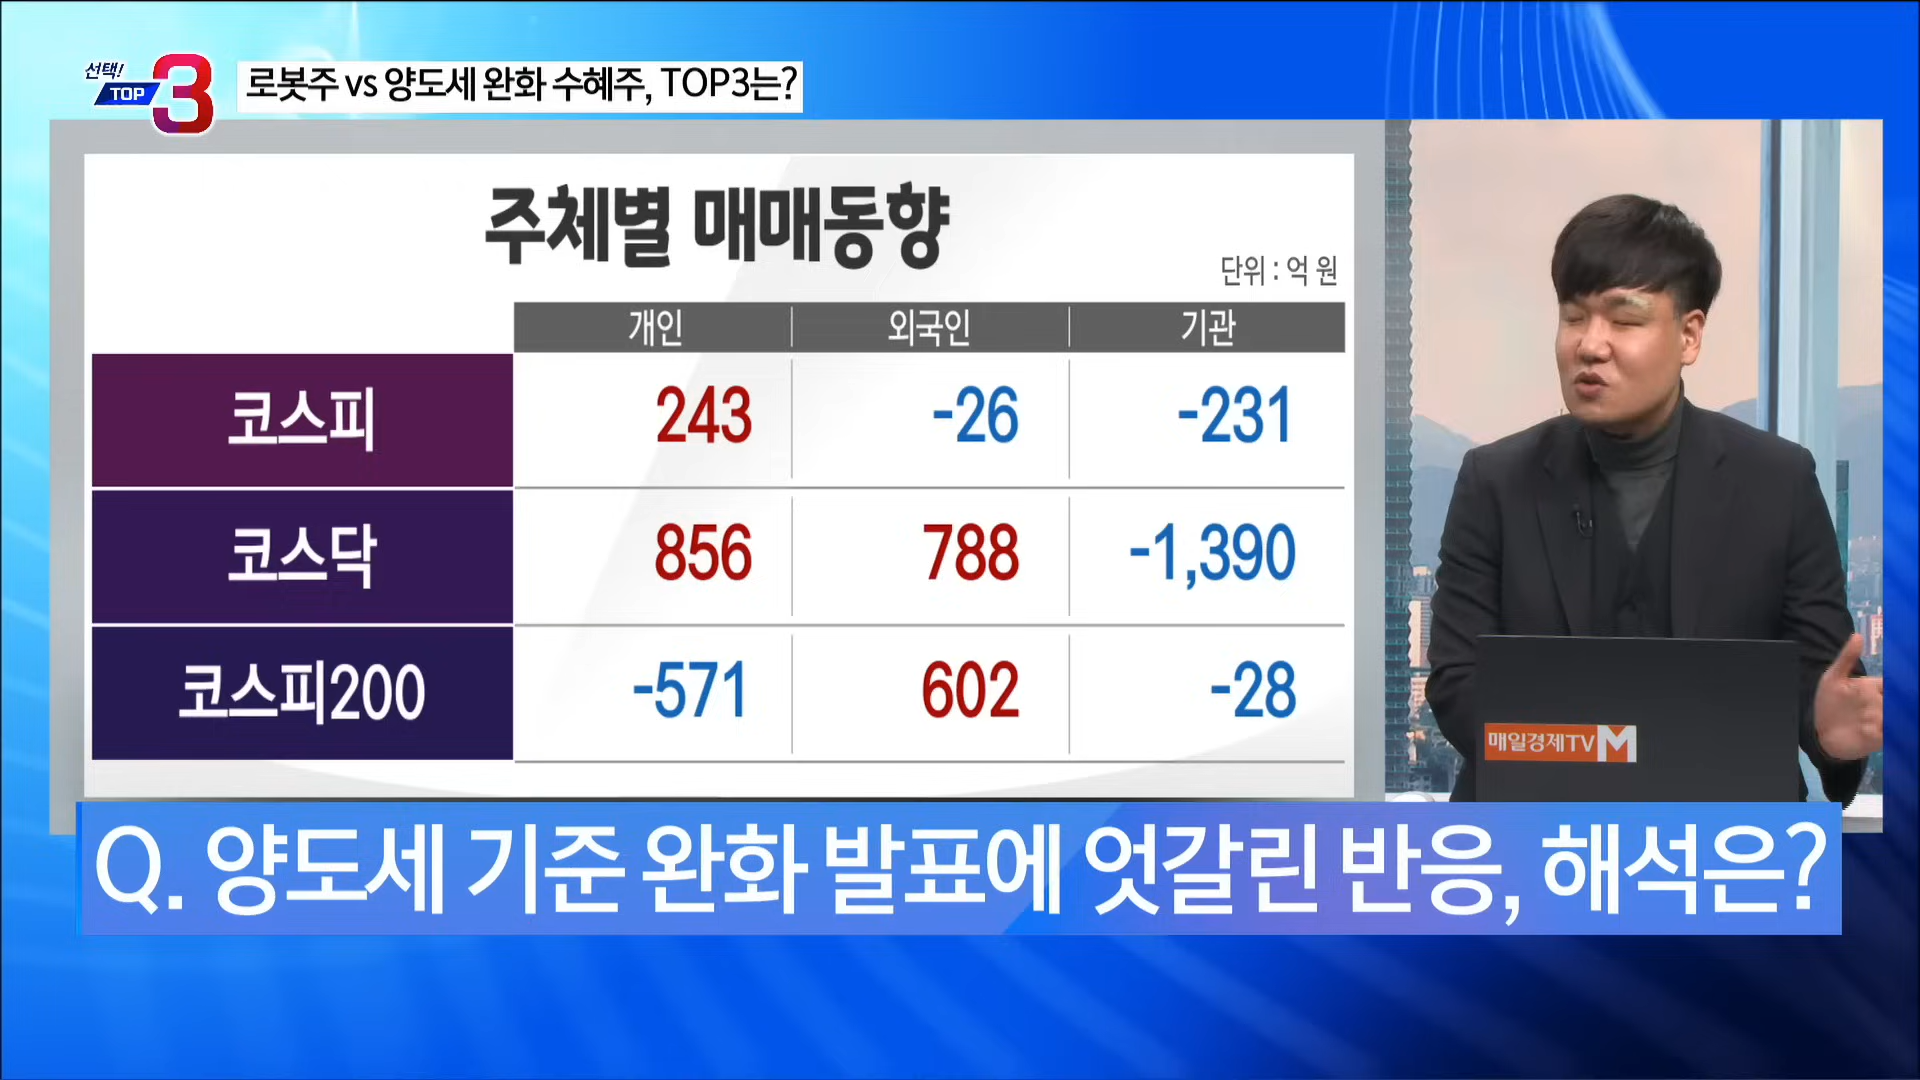 선택!
TOP
3
로봇주 vs 양도세 완화 수혜주, TOP3는?
주체별 매매동향
단위 : 억 원
개인 외국인 기관
코스피 243 -26 -231
코스닥 856 788 -1,390
코스피200 -571 602 -28
매일경제TV M
Q. 양도세 기준 완화 발표에 엇갈린 반응, 해석은?